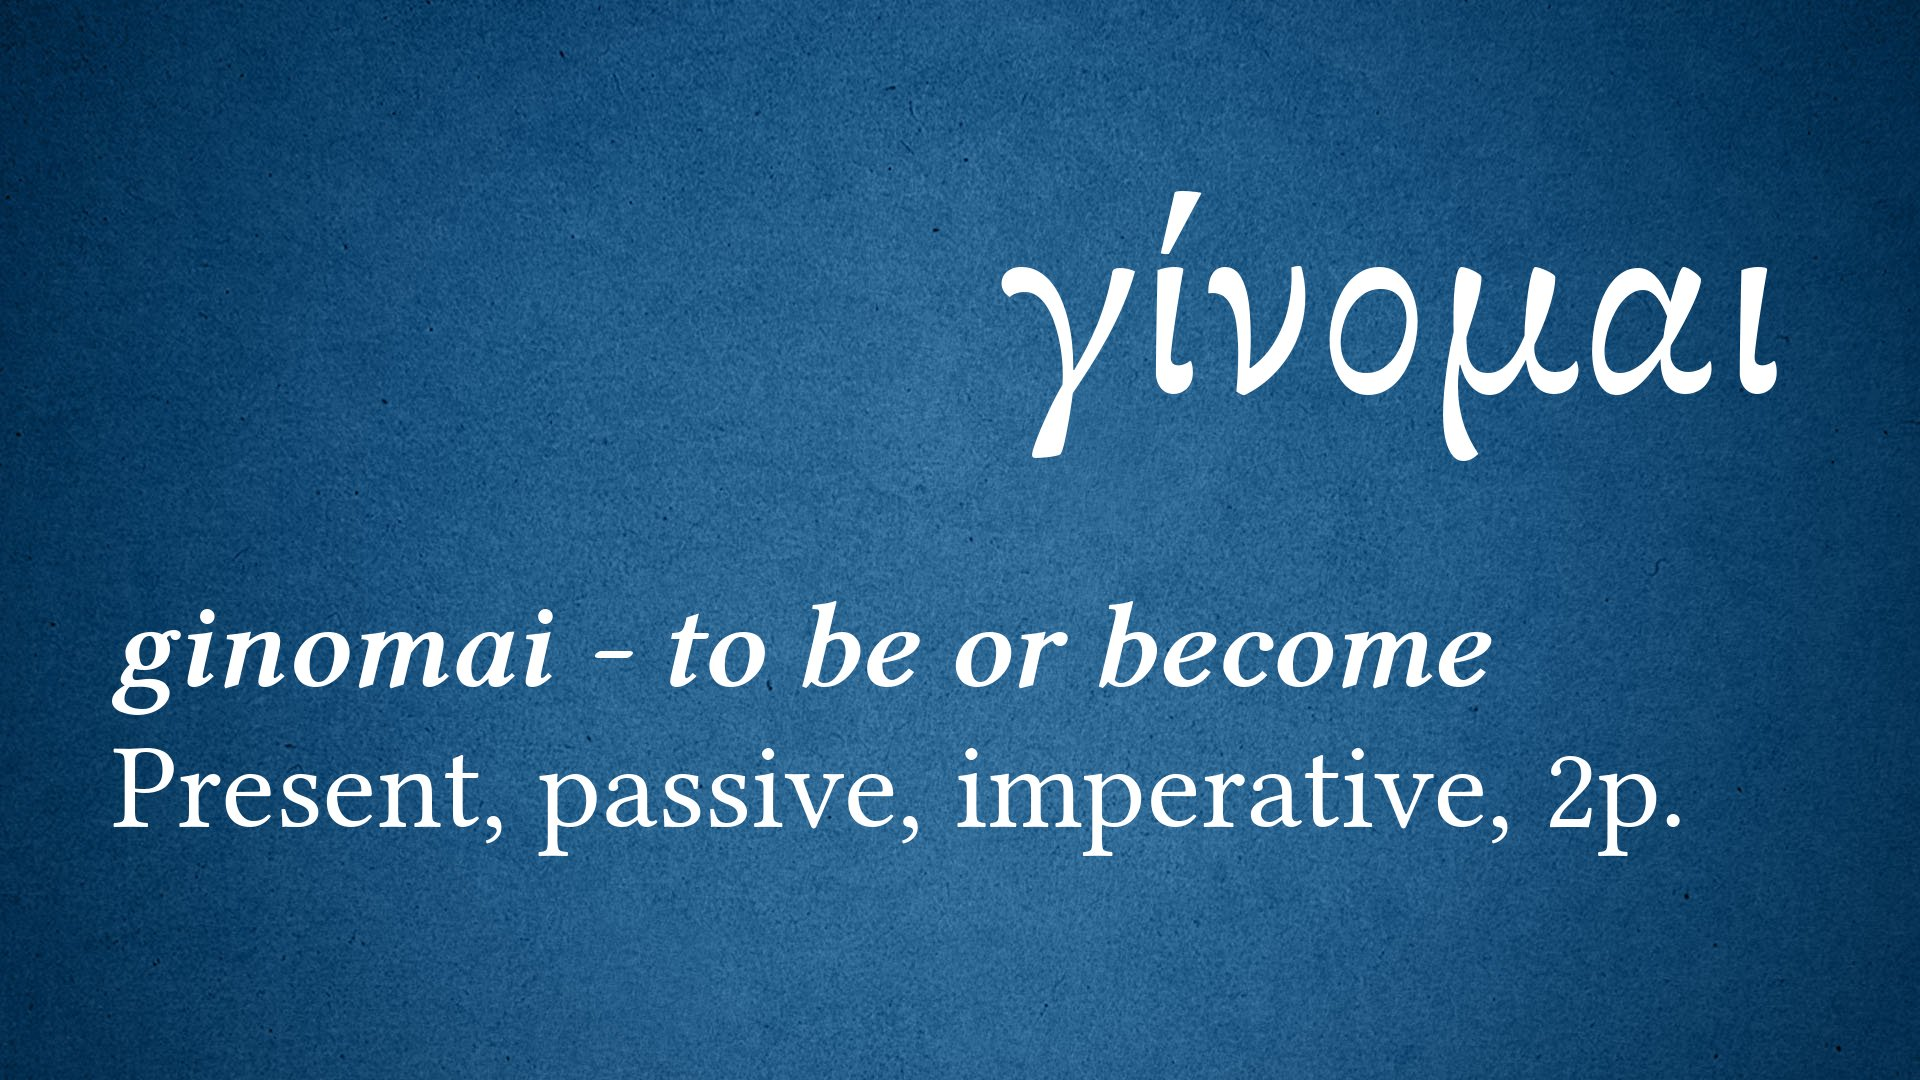 γίνομαι
ginomai - to be or become
Present, passive, imperative, 2p.